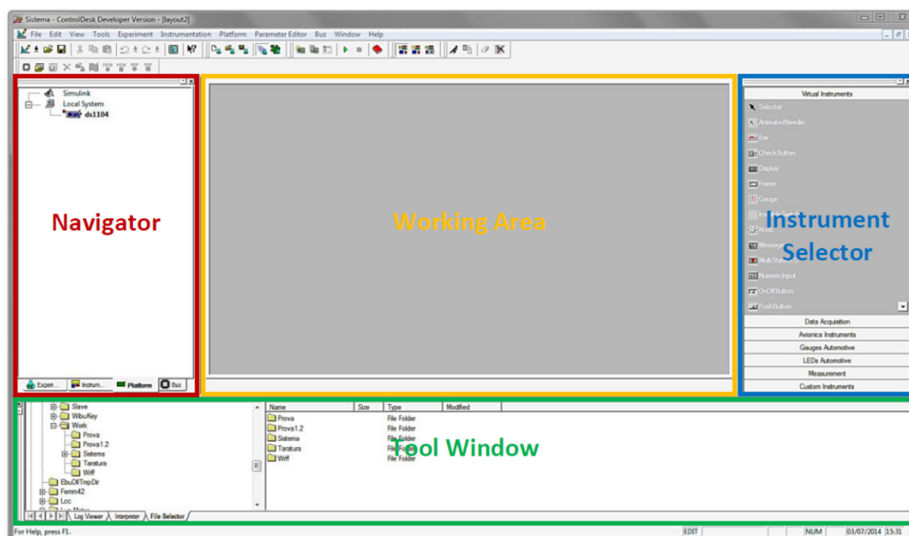 Sistema - ControlDesk Developer Version - [layout2]
File Edit View Tools Experiment Instrumentation Platform Parameter Editor Bus Window Help
Simulink
Local System
ds1104
Navigator
Experi... Instrum... Platform Bus
Working Area
Virtual Instruments
Selector
AnimatedNeedle
Bar
CheckButton
Display
Frame
Gauge
Knob
Instrument
Selector
NumericInput
OnOffButton
PushButton
Data Acquisition
Avionics Instruments
Gauges Automotive
LEDs Automotive
Measurement
Custom Instruments
Slave
WibuKey
Work
Prova
Prova1.2
Sistema
Taratura
Wiff
EbuDllTmpDir
Femm42
Loc
Name Size Type Modified
Prova File Folder
Prova1.2 File Folder
Sistema File Folder
Taratura File Folder
Wiff File Folder
Tool Window
Log Viewer Interpreter File Selector
For Help, press F1.
EDIT NUM 03/07/2014 15:31